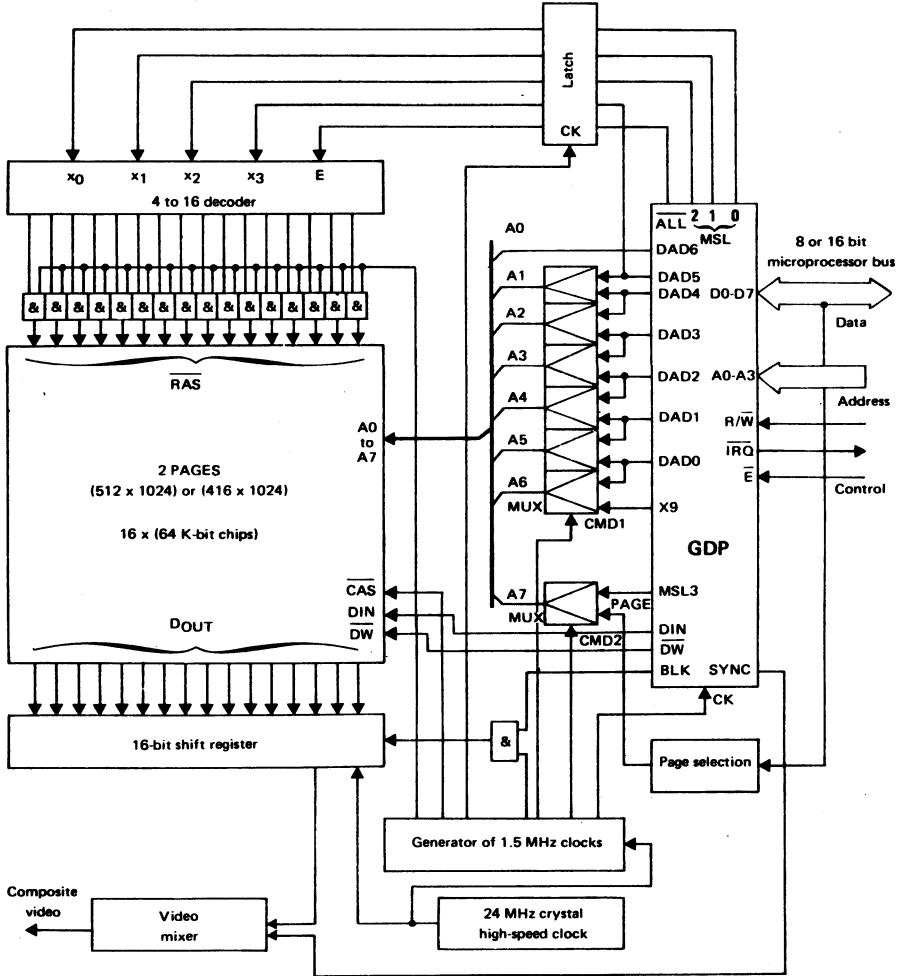 Latch
CK
x0 x1 x2 x3 E
4 to 16 decoder
ALL 2 1 0
MSL
A0
DAD6
8 or 16 bit
microprocessor bus
A1
DAD5
DAD4 D0-D7
& & & & & & & & & & & & & & & &
A2
DAD3
Data
RAS
A3
DAD2 A0-A3
Address
A4
DAD1 R/W
A0
to
A7
A5
IRQ
2 PAGES
(512 x 1024) or (416 x 1024)
DAD0
E
Control
A6
MUX
X9
CMD1
16 x (64 K-bit chips)
GDP
CAS
A7
MUX
MSL3
PAGE
DIN
DIN
DOUT
DW
CMD2
DW
BLK SYNC
CK
16-bit shift register
&
Page selection
Generator of 1.5 MHz clocks
Composite
video
Video
mixer
24 MHz crystal
high-speed clock